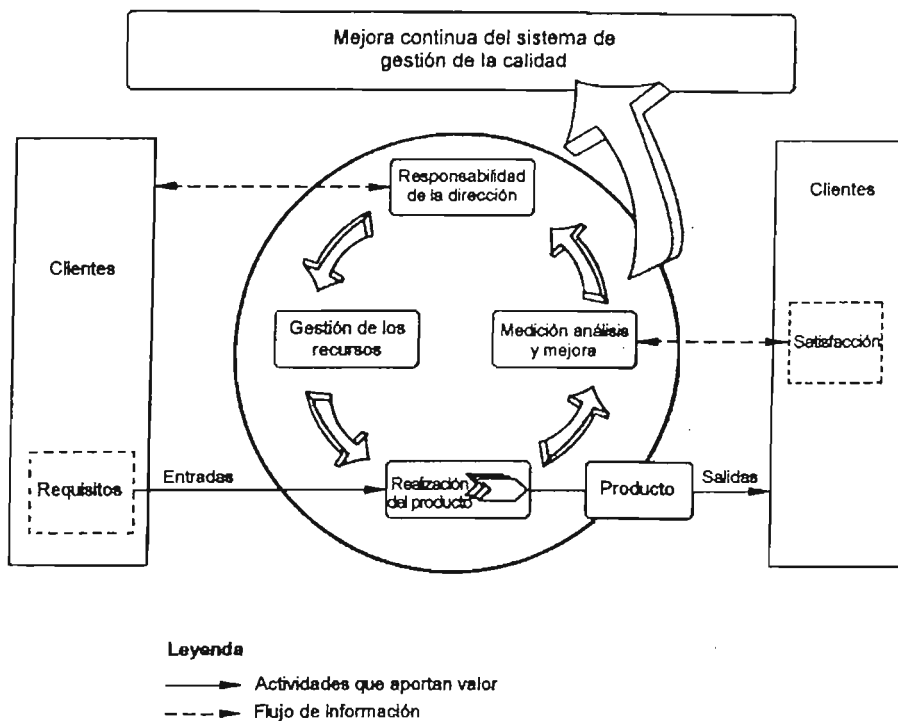 Mejora continua del sistema de
gestión de la calidad
Responsabilidad
de la dirección
Clientes
Clientes
Gestión de los
recursos
Medición análisis
y mejora
Satisfacción
Requisitos
Entradas
Realización
del producto
Producto
Salidas
Leyenda
Actividades que aportan valor
Flujo de información